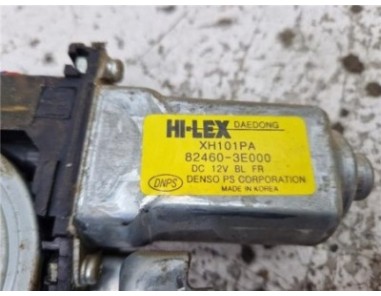 HI-LEX DAEDONG
XH101PA
82460-3E000
DC 12V BL FR
DNPS DENSO PS CORPORATION
MADE IN KOREA